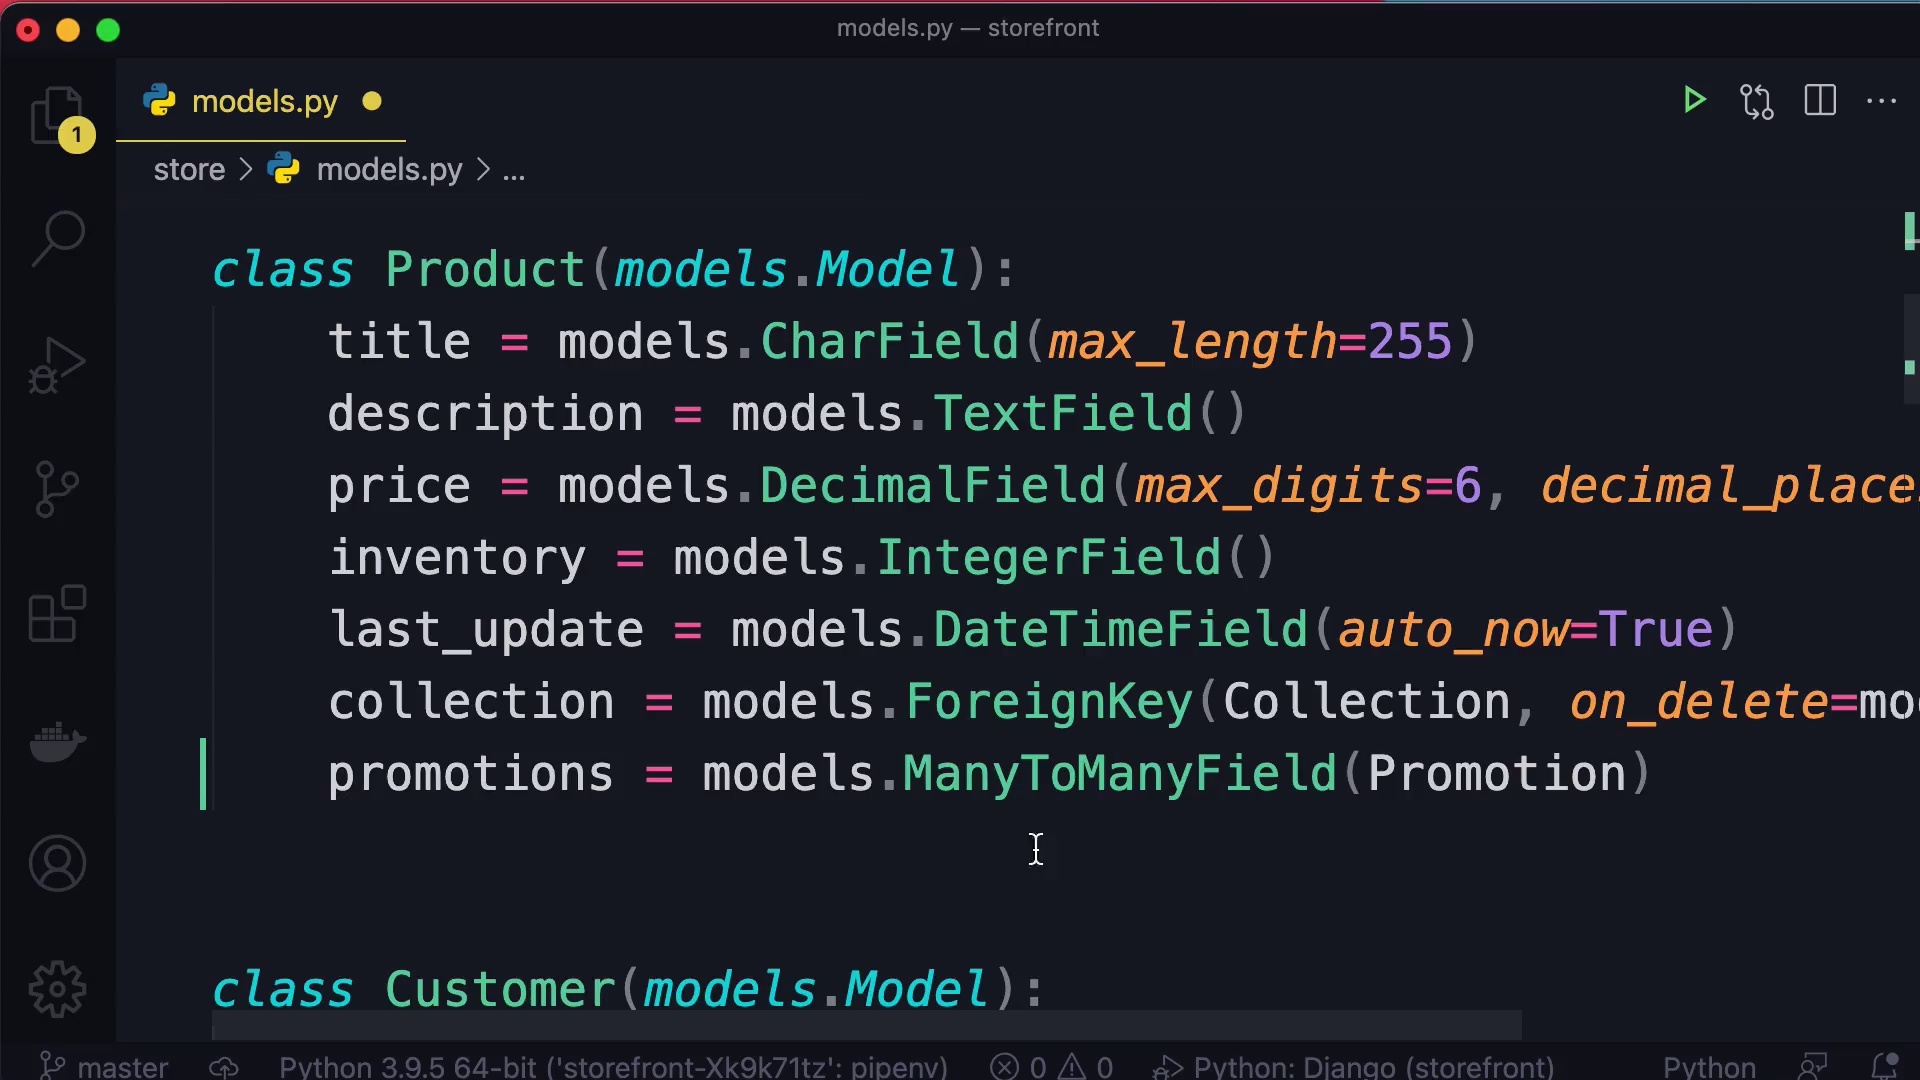 models.py — storefront
models.py
1
store > models.py > ...
class Product(models.Model):
title = models.CharField(max_length=255)
description = models.TextField()
price = models.DecimalField(max_digits=6, decimal_place
inventory = models.IntegerField()
last_update = models.DateTimeField(auto_now=True)
collection = models.ForeignKey(Collection, on_delete=mo
promotions = models.ManyToManyField(Promotion)
class Customer(models.Model):
master Python 3.9.5 64-bit ('storefront-Xk9k71tz': pipenv) 0 0 Python: Django (storefront) Python